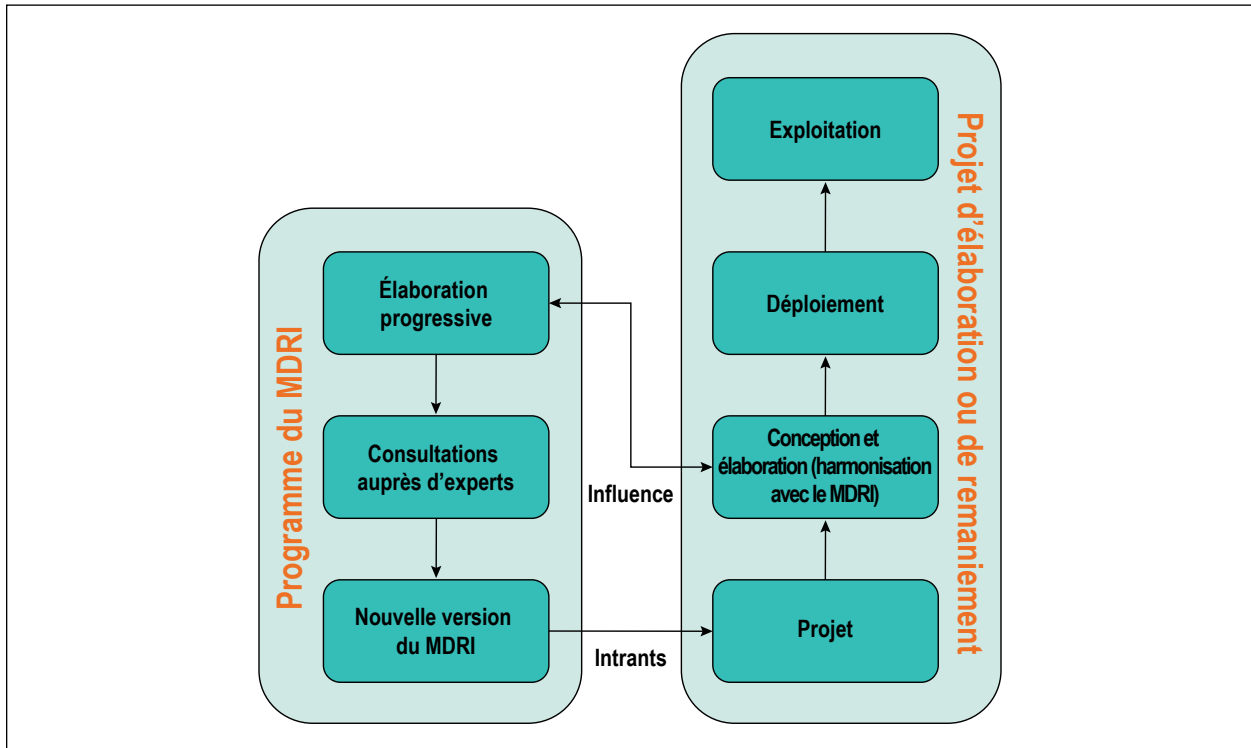 Programme du MDRI
Élaboration
progressive
Consultations
auprès d'experts
Nouvelle version
du MDRI
Influence
Intrants
Exploitation
Déploiement
Conception et
élaboration (harmonisation
avec le MDRI)
Projet
Projet d'élaboration ou de remaniement